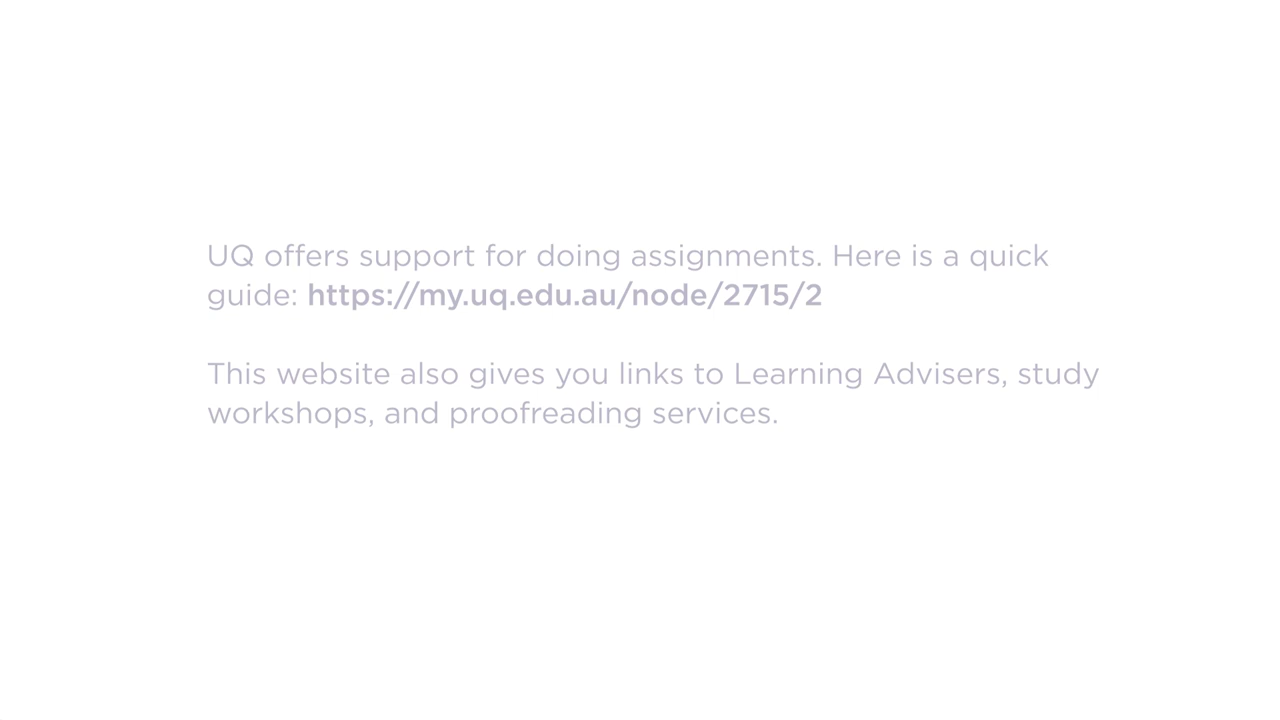 UQ offers support for doing assignments. Here is a quick
guide: https://my.uq.edu.au/node/2715/2
This website also gives you links to Learning Advisers, study
workshops, and proofreading services.